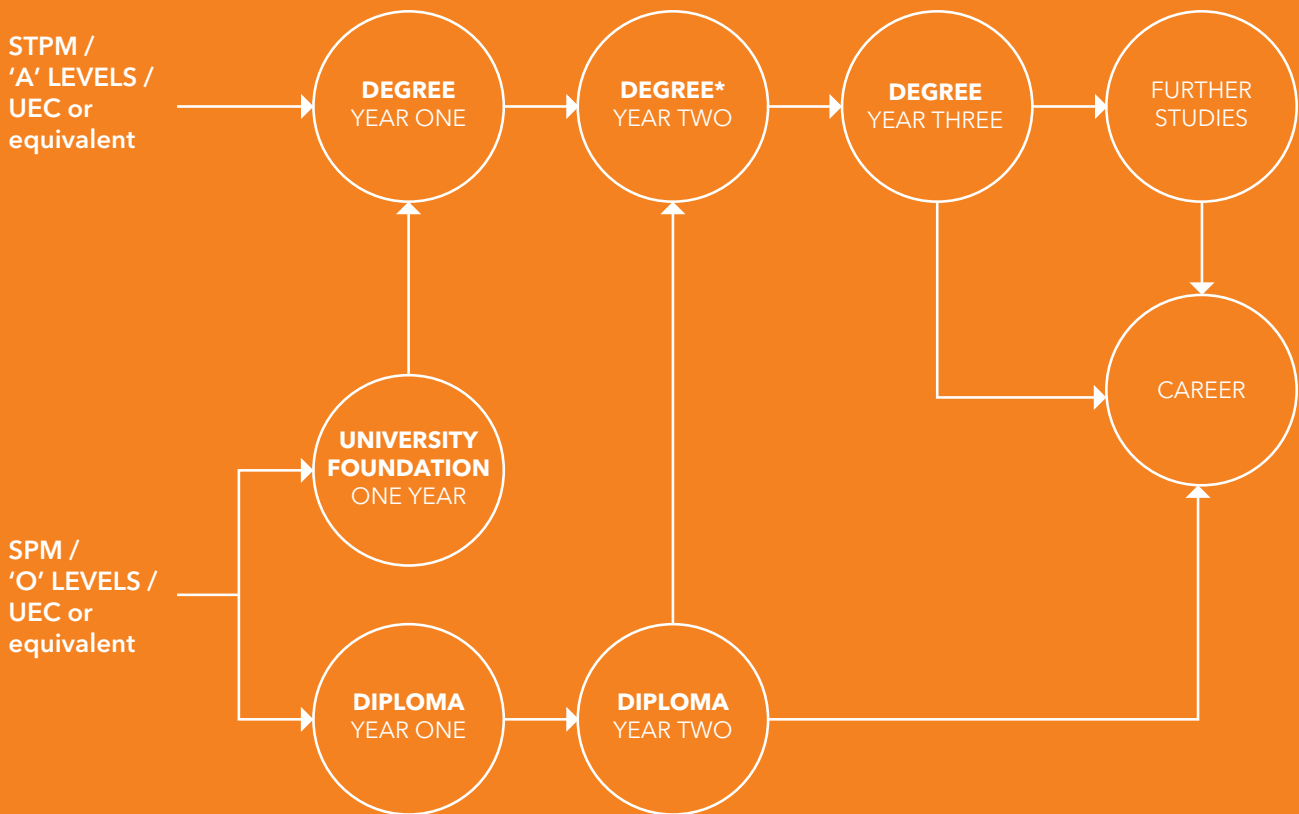 STPM /
‘A’ LEVELS /
UEC or
equivalent
DEGREE
YEAR ONE
DEGREE*
YEAR TWO
DEGREE
YEAR THREE
FURTHER
STUDIES
CAREER
UNIVERSITY
FOUNDATION
ONE YEAR
SPM /
‘O’ LEVELS /
UEC or
equivalent
DIPLOMA
YEAR ONE
DIPLOMA
YEAR TWO